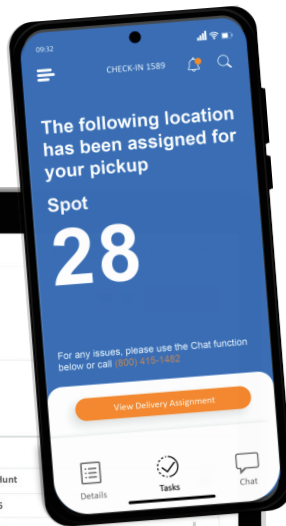 09:32
CHECK-IN 1589
The following location
has been assigned for
your pickup
Spot
28
For any issues, please use the Chat function
below or call (800) 415-1482
View Delivery Assignment
Details
Tasks
Chat